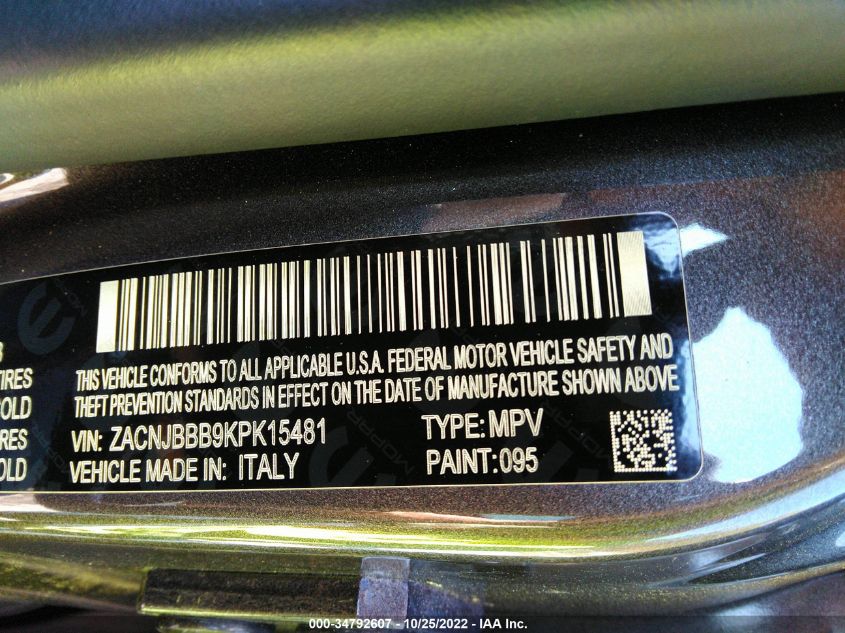 THIS VEHICLE CONFORMS TO ALL APPLICABLE U.S.A. FEDERAL MOTOR VEHICLE SAFETY AND
THEFT PREVENTION STANDARDS IN EFFECT ON THE DATE OF MANUFACTURE SHOWN ABOVE
VIN: ZACNJBBB9KPK15481 TYPE: MPV
VEHICLE MADE IN: ITALY PAINT: 095
MOPAR
000-34792607 - 10/25/2022 - IAA Inc.